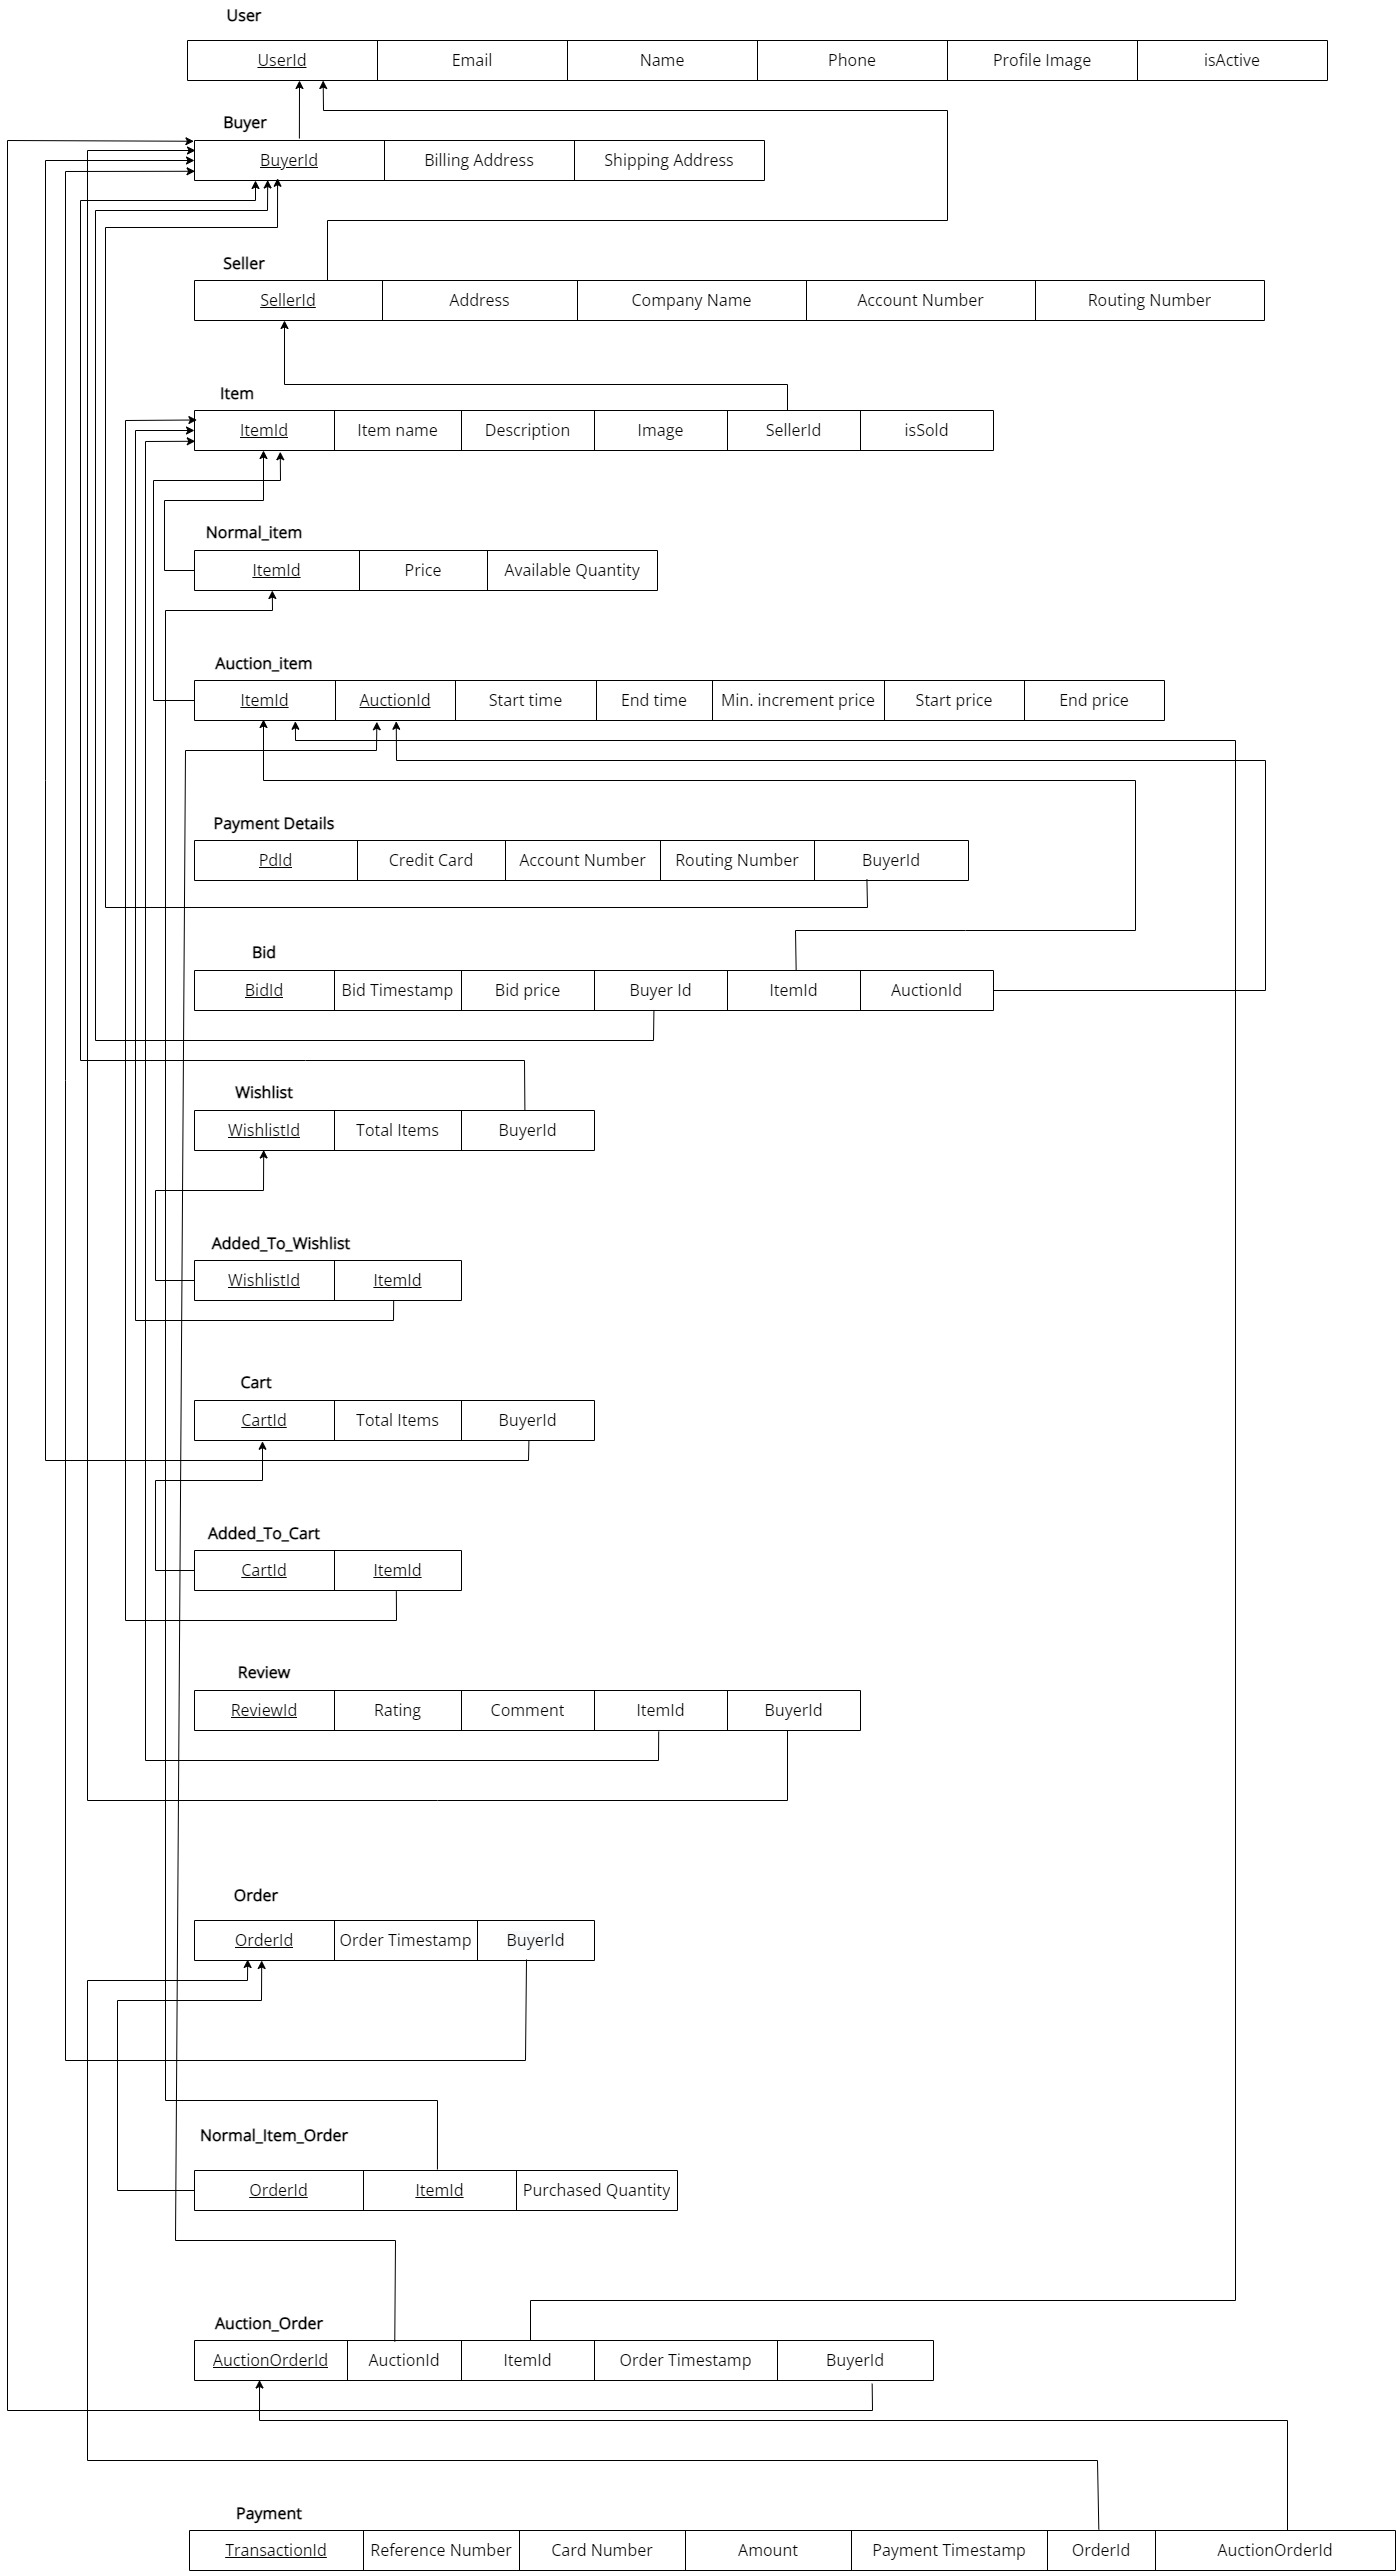 User
UserId Email Name Phone Profile Image isActive
Buyer
BuyerId Billing Address Shipping Address
Seller
SellerId Address Company Name Account Number Routing Number
Item
ItemId Item name Description Image SellerId isSold
Normal_item
ItemId Price Available Quantity
Auction_item
ItemId AuctionId Start time End time Min. increment price Start price End price
Payment Details
PdId Credit Card Account Number Routing Number BuyerId
Bid
BidId Bid Timestamp Bid price Buyer Id ItemId AuctionId
Wishlist
WishlistId Total Items BuyerId
Added_To_Wishlist
WishlistId ItemId
Cart
CartId Total Items BuyerId
Added_To_Cart
CartId ItemId
Review
ReviewId Rating Comment ItemId BuyerId
Order
OrderId Order Timestamp BuyerId
Normal_Item_Order
OrderId ItemId Purchased Quantity
Auction_Order
AuctionOrderId AuctionId ItemId Order Timestamp BuyerId
Payment
TransactionId Reference Number Card Number Amount Payment Timestamp OrderId AuctionOrderId